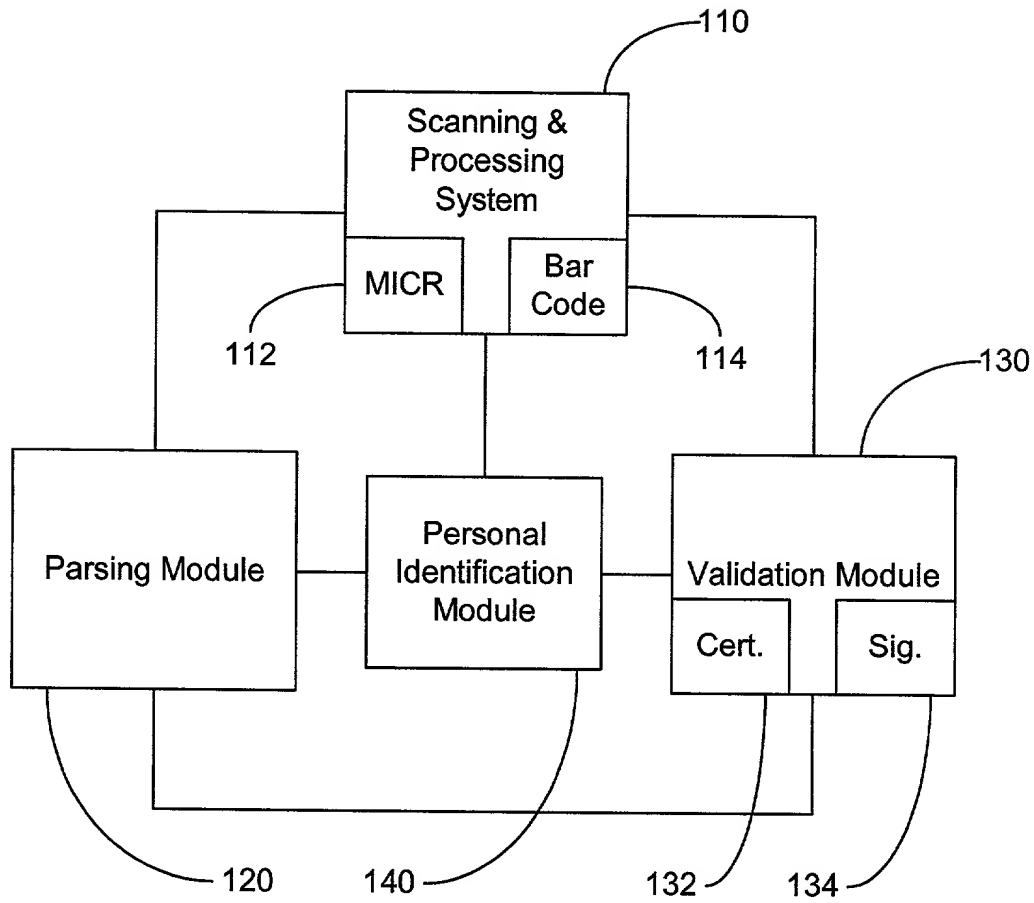 110
Scanning &
Processing
System
MICR
Bar
Code
112
114
130
Parsing Module
Personal
Identification
Module
Validation Module
Cert.
Sig.
120
140
132
134